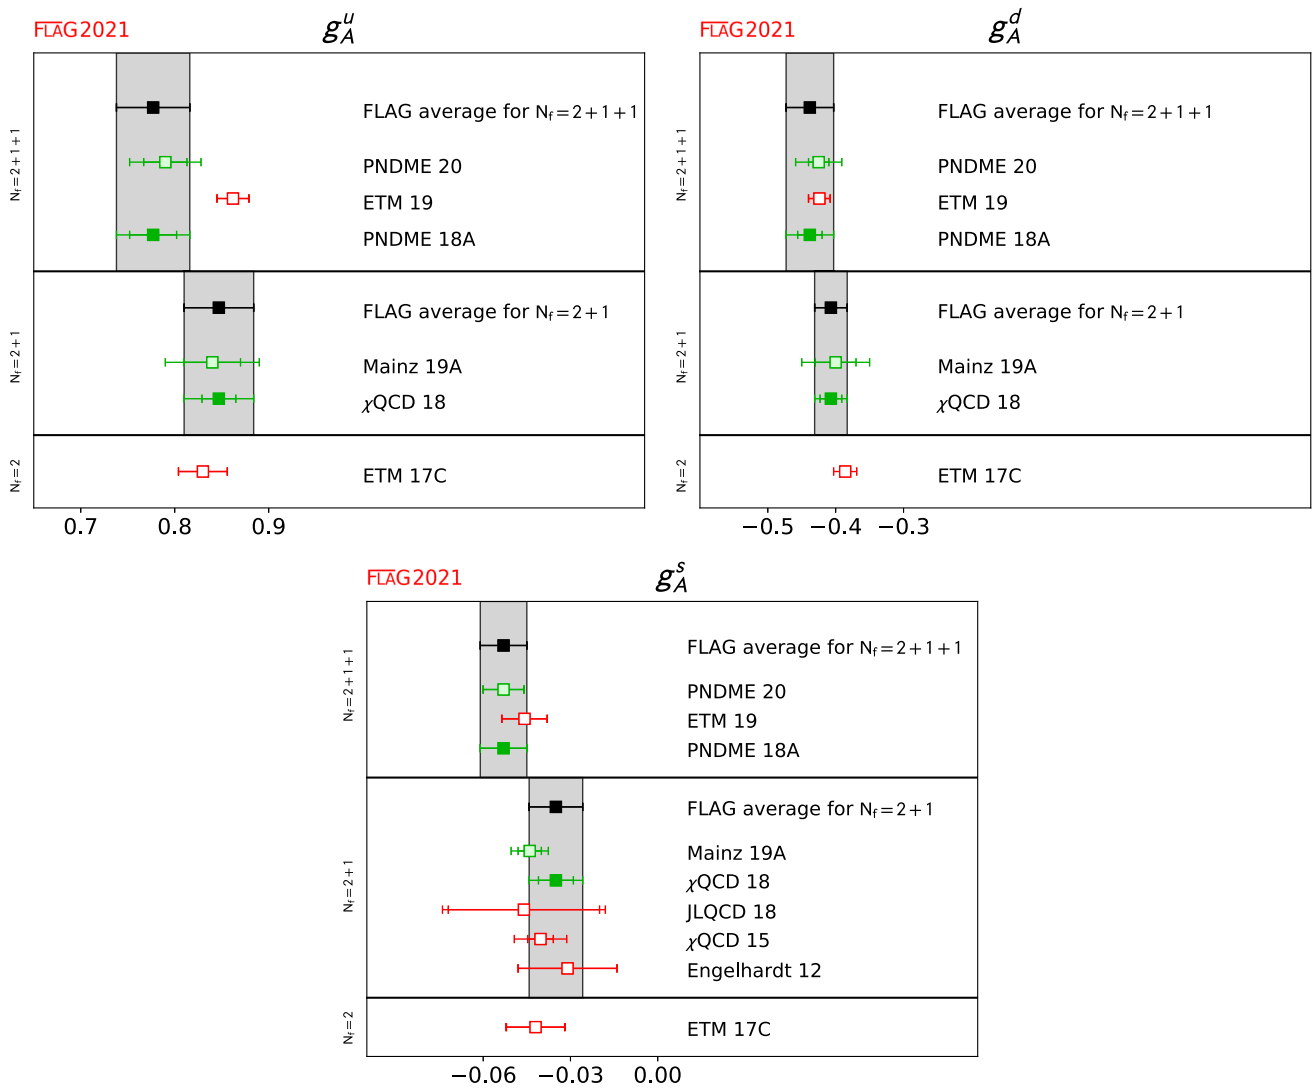 FLAG2021
g_A^u
N_f=2+1+1
FLAG average for N_f=2+1+1
PNDME 20
ETM 19
PNDME 18A
N_f=2+1
FLAG average for N_f=2+1
Mainz 19A
χQCD 18
N_f=2
ETM 17C
0.7 0.8 0.9
FLAG2021
g_A^d
N_f=2+1+1
FLAG average for N_f=2+1+1
PNDME 20
ETM 19
PNDME 18A
N_f=2+1
FLAG average for N_f=2+1
Mainz 19A
χQCD 18
N_f=2
ETM 17C
−0.5 −0.4 −0.3
FLAG2021
g_A^s
N_f=2+1+1
FLAG average for N_f=2+1+1
PNDME 20
ETM 19
PNDME 18A
N_f=2+1
FLAG average for N_f=2+1
Mainz 19A
χQCD 18
JLQCD 18
χQCD 15
Engelhardt 12
N_f=2
ETM 17C
−0.06 −0.03 0.00